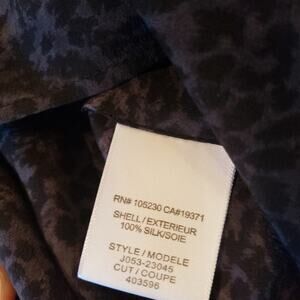 RN# 105230 CA#19371
SHELL / EXTERIEUR
100% SILK/SOIE
STYLE / MODELE
J053-23045
CUT / COUPE
403596